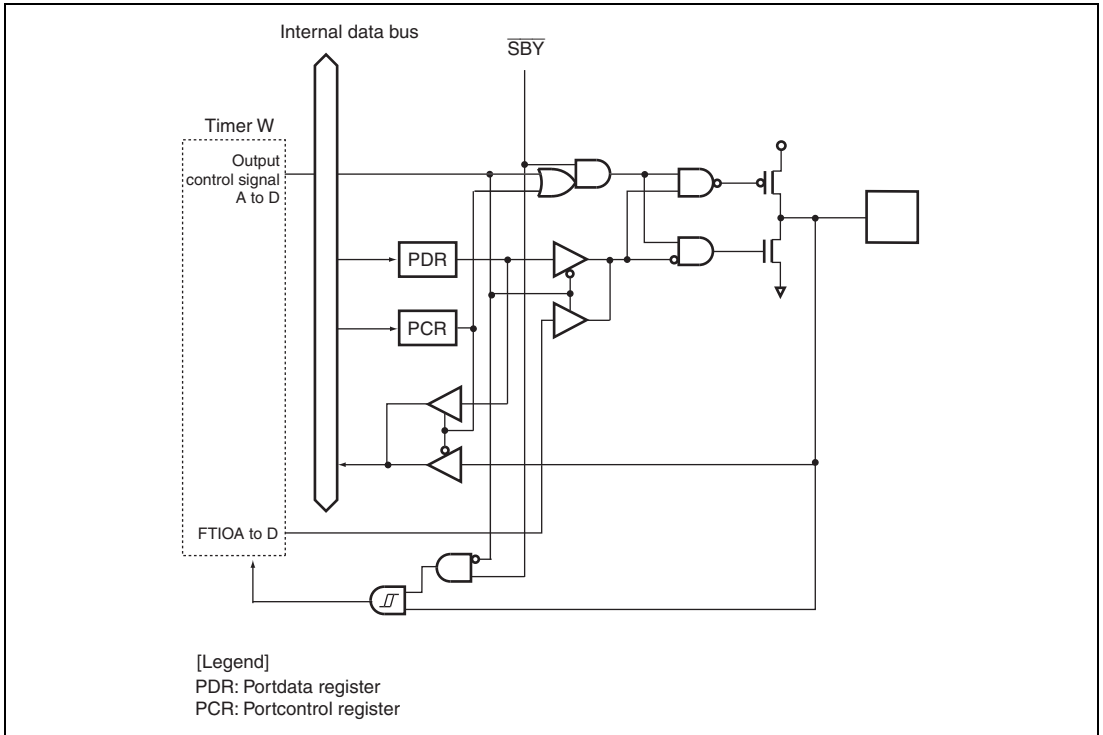 Internal data bus
SBY
Timer W
Output
control signal
A to D
PDR
PCR
FTIOA to D
[Legend]
PDR: Portdata register
PCR: Portcontrol register